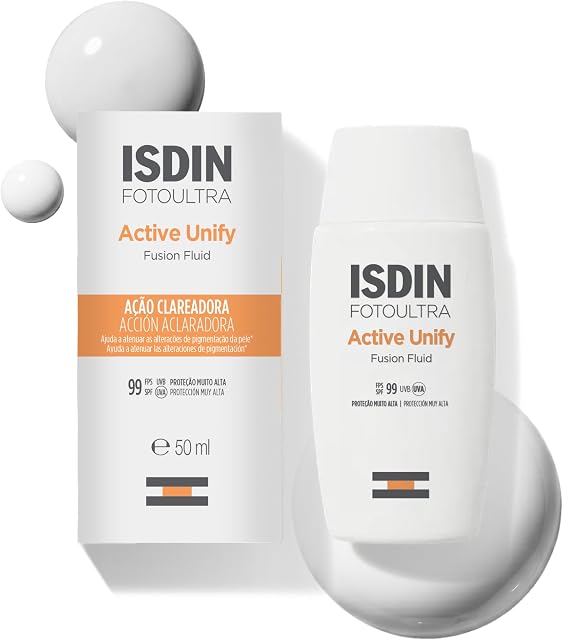 ISDIN
FOTOULTRA
Active Unify
Fusion Fluid
AÇÃO CLAREADORA
ACCIÓN ACLARADORA
Ajuda a atenuar as alterações de pigmentação da pele*
Ayuda a atenuar las alteraciones de pigmentación*
99 FPS SPF UVB UVA PROTEÇÃO MUITO ALTA
PROTECCIÓN MUY ALTA
℮ 50 ml
ISDIN
FOTOULTRA
Active Unify
Fusion Fluid
FPS SPF 99 UVB UVA
PROTEÇÃO MUITO ALTA | PROTECCIÓN MUY ALTA